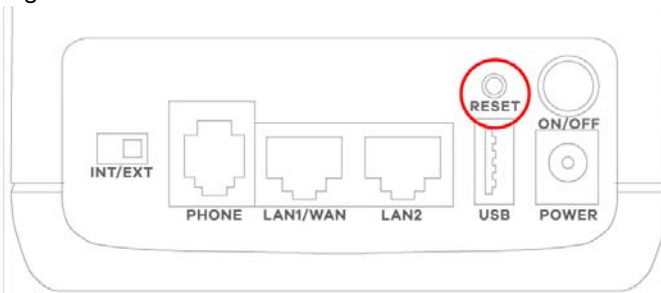 RESET
ON/OFF
INT/EXT
PHONE LAN1/WAN LAN2 USB POWER